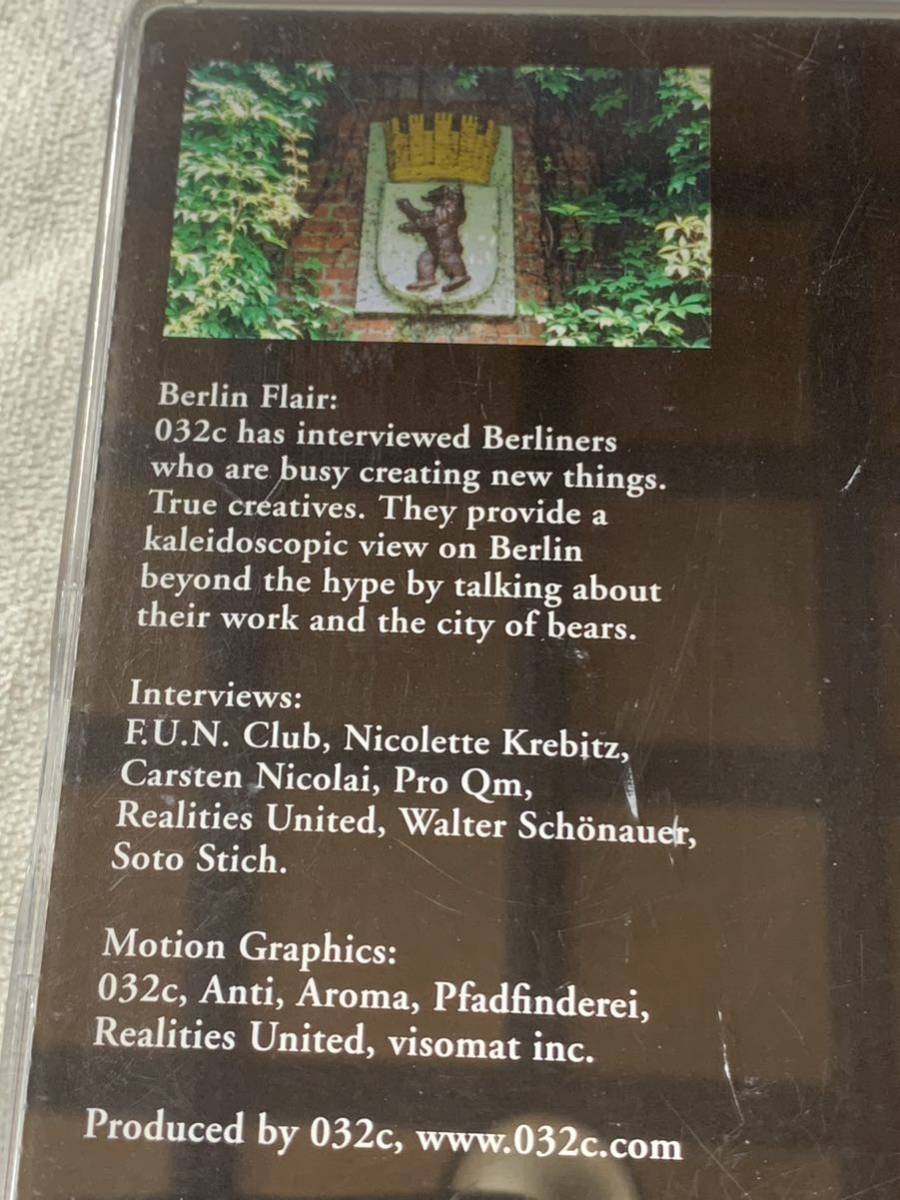 Berlin Flair:
032c has interviewed Berliners
who are busy creating new things.
True creatives. They provide a
kaleidoscopic view on Berlin
beyond the hype by talking about
their work and the city of bears.
Interviews:
F.U.N. Club, Nicolette Krebitz,
Carsten Nicolai, Pro Qm,
Realities United, Walter Schönauer,
Soto Stich.
Motion Graphics:
032c, Anti, Aroma, Pfadfinderei,
Realities United, visomat inc.
Produced by 032c, www.032c.com